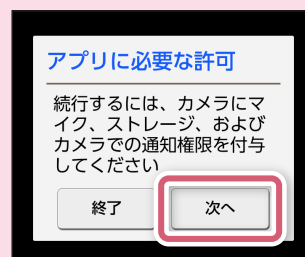 アプリに必要な許可
続行するには、カメラにマ
イク、ストレージ、および
カメラでの通知権限を付与
してください
終了
次へ